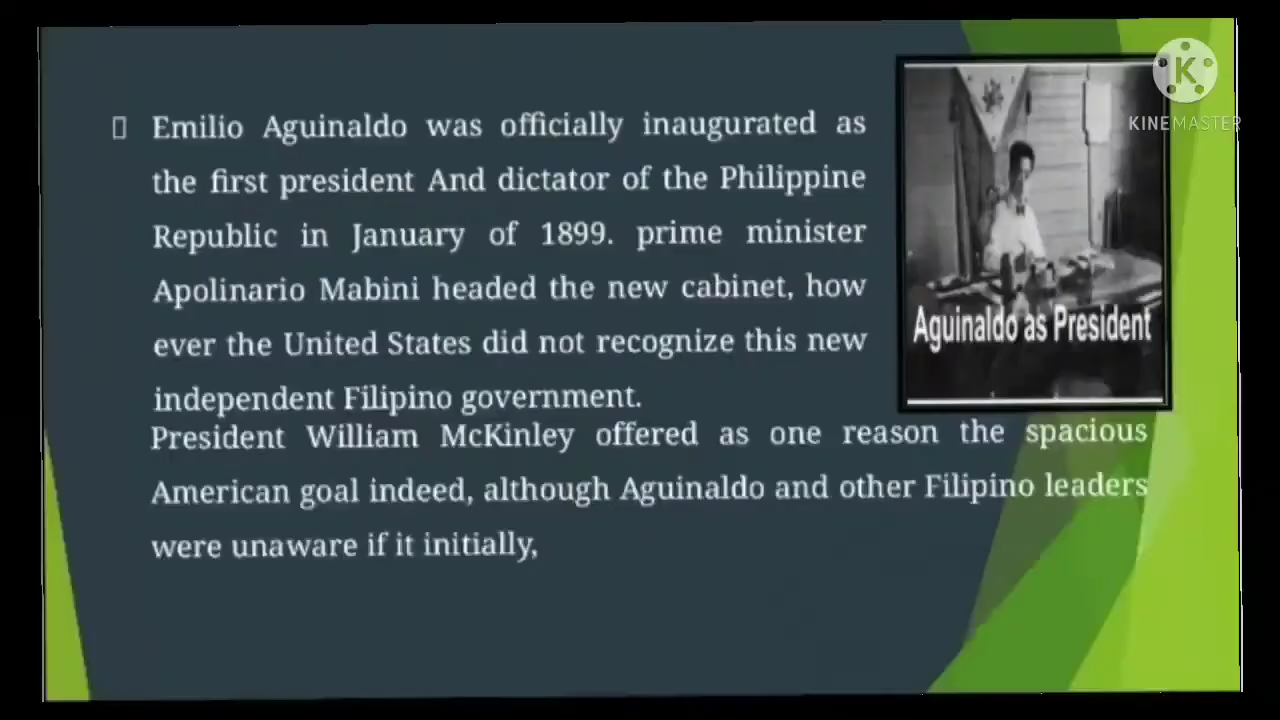 Emilio Aguinaldo was officially inaugurated as
the first president And dictator of the Philippine
Republic in January of 1899. prime minister
Apolinario Mabini headed the new cabinet, how
ever the United States did not recognize this new
independent Filipino government.
President William McKinley offered as one reason the spacious
American goal indeed, although Aguinaldo and other Filipino leaders
were unaware if it initially,
Aguinaldo as President
K
KINEMASTER